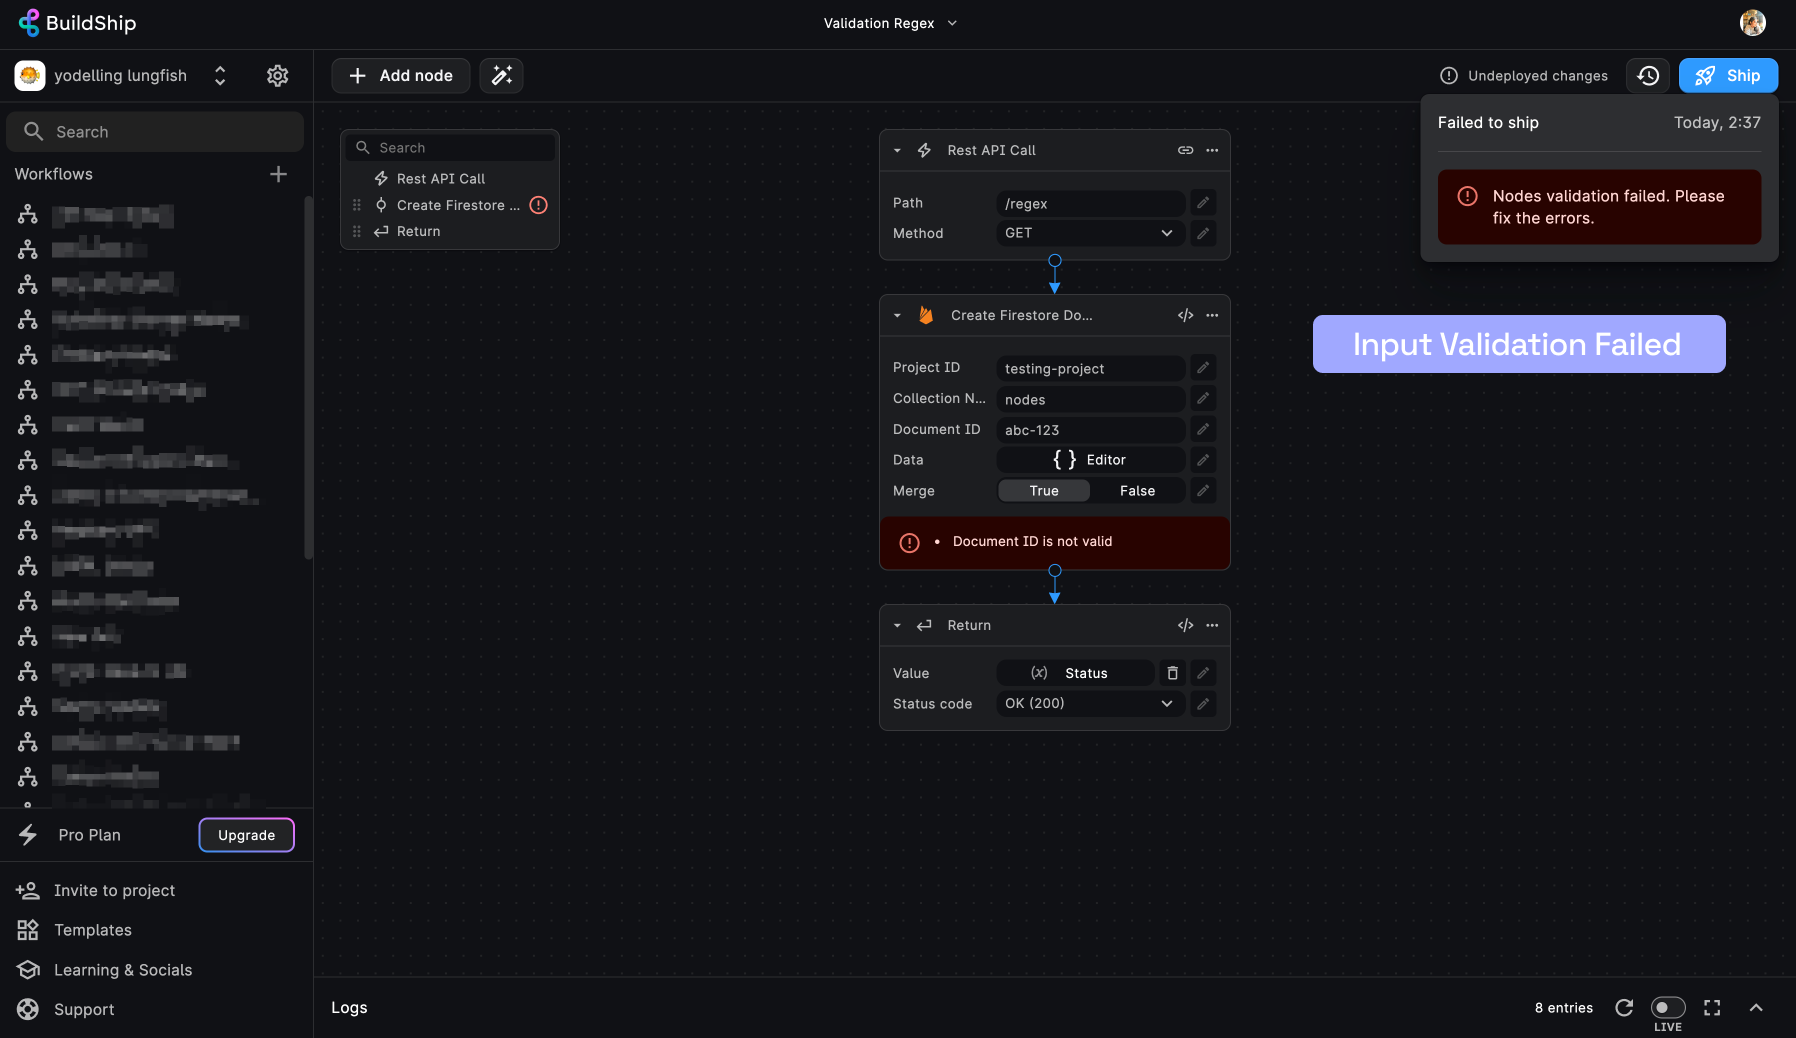 BuildShip
Validation Regex
yodelling lungfish
Add node
Undeployed changes
Ship
Search
Workflows
Search
Rest API Call
Create Firestore ...
Return
Rest API Call
Path
/regex
Method
GET
Create Firestore Do...
Project ID
testing-project
Collection N...
nodes
Document ID
abc-123
Data
{ } Editor
Merge
True
False
• Document ID is not valid
Return
Value
(x) Status
Status code
OK (200)
Failed to ship
Today, 2:37
Nodes validation failed. Please
fix the errors.
Input Validation Failed
Pro Plan
Upgrade
Invite to project
Templates
Learning & Socials
Support
Logs
8 entries
LIVE